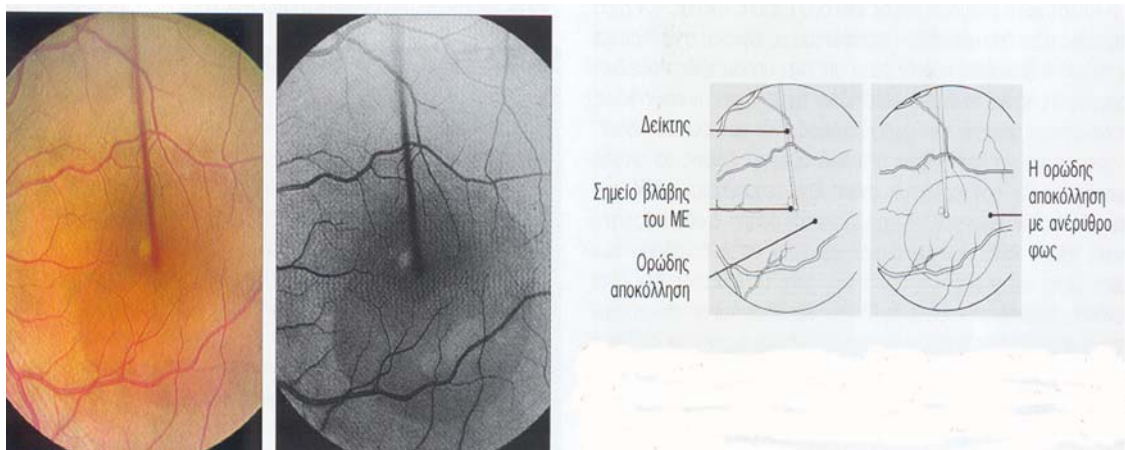 Δείκτης
Σημείο βλάβης
του ΜΕ
Ορώδης
αποκόλληση
Η ορώδης
αποκόλληση
με ανέρυθρο
φως